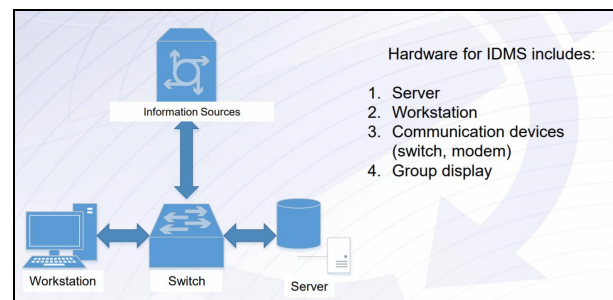 Hardware for IDMS includes:
1. Server
2. Workstation
3. Communication devices
(switch, modem)
4. Group display
Information Sources
Workstation
Switch
Server